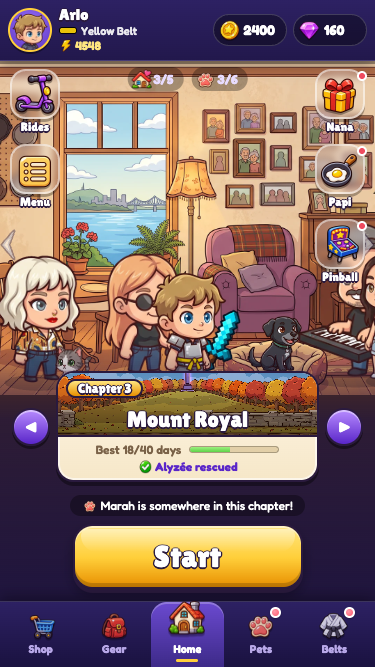 Arlo
Yellow Belt
4548
2400
160
3/5
3/6
Rides
Nana
Menu
Papi
Pinball
Chapter 3
Mount Royal
Best 18/40 days
Alyzée rescued
Marah is somewhere in this chapter!
Start
Shop
Gear
Home
Pets
Belts